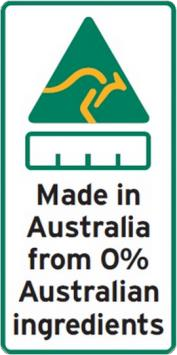 Made in
Australia
from 0%
Australian
ingredients